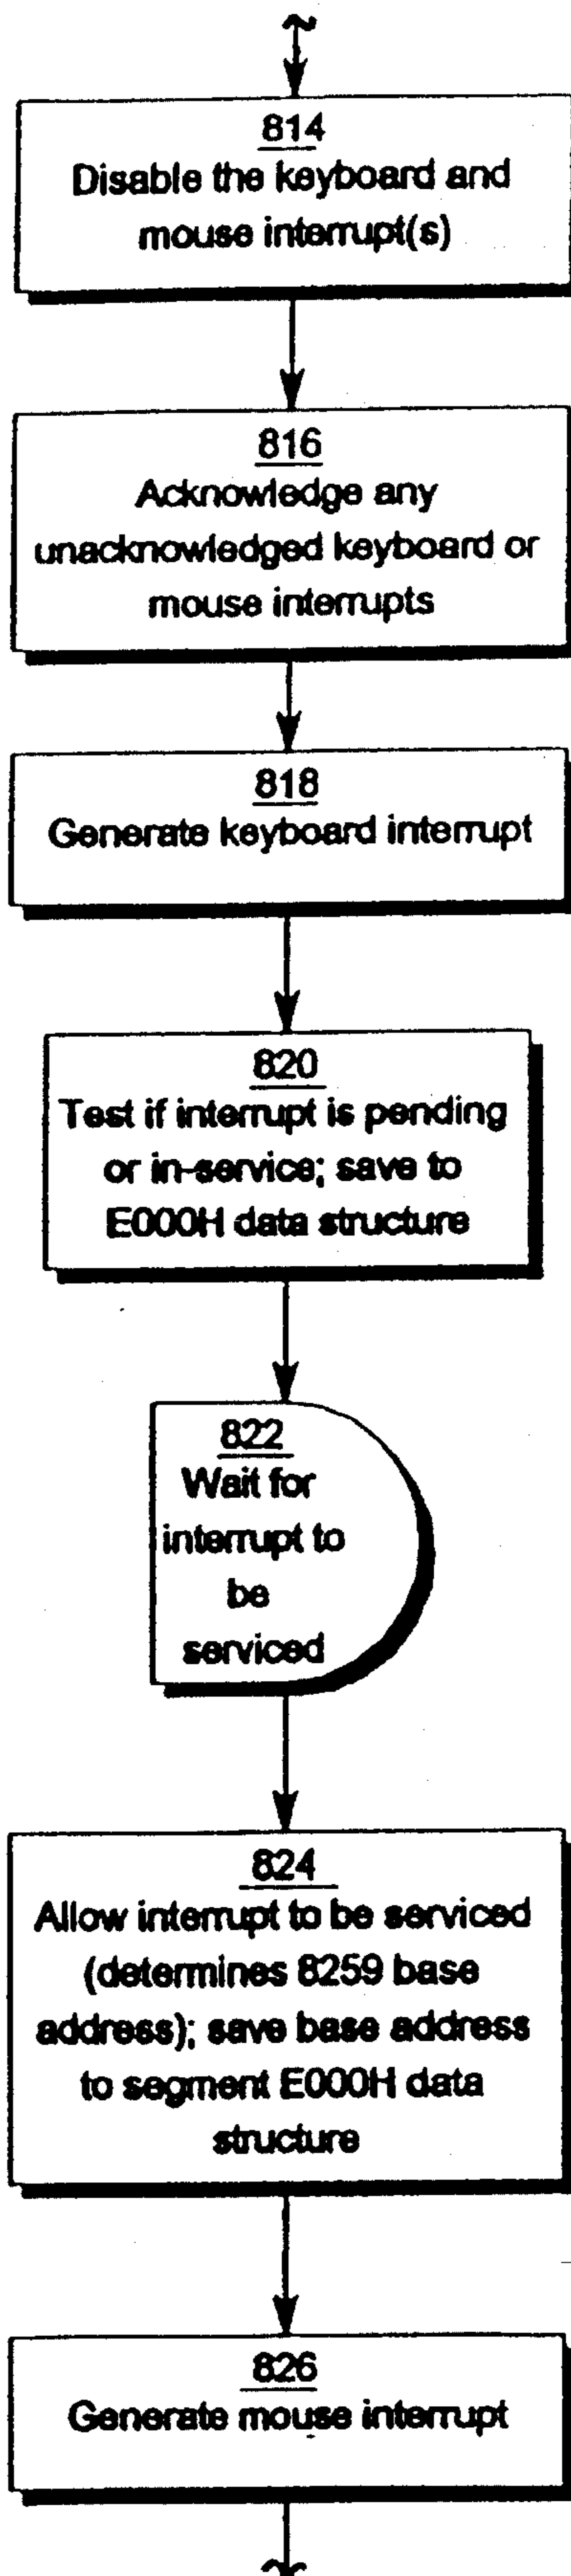 814
Disable the keyboard and
mouse interrupt(s)
816
Acknowledge any
unacknowledged keyboard or
mouse interrupts
818
Generate keyboard interrupt
820
Test if interrupt is pending
or in-service; save to
E000H data structure
822
Wait for
interrupt to
be
serviced
824
Allow interrupt to be serviced
(determines 8259 base
address); save base address
to segment E000H data
structure
826
Generate mouse interrupt